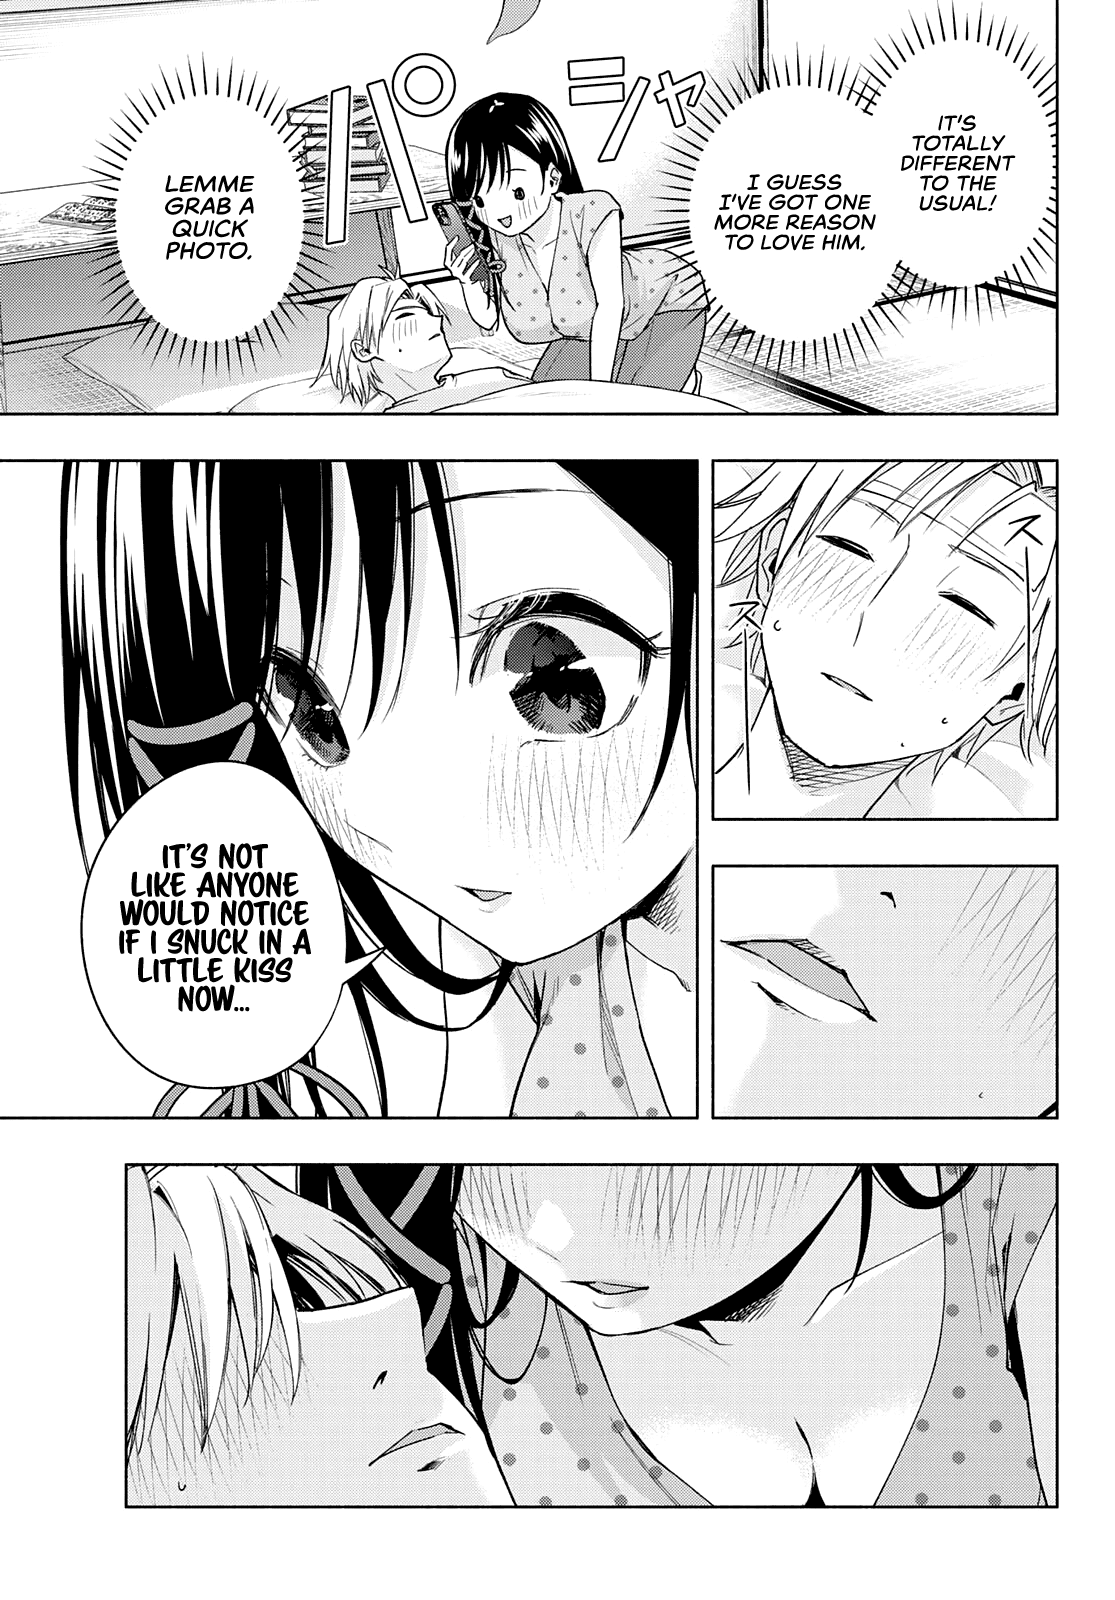 IT'S
TOTALLY
DIFFERENT
TO THE
USUAL!
I GUESS
I'VE GOT ONE
MORE REASON
TO LOVE HIM.
パシャ
LEMME
GRAB A
QUICK
PHOTO.
ス
ス
IT'S NOT
LIKE ANYONE
WOULD NOTICE
IF I SNUCK IN A
LITTLE KISS
NOW...